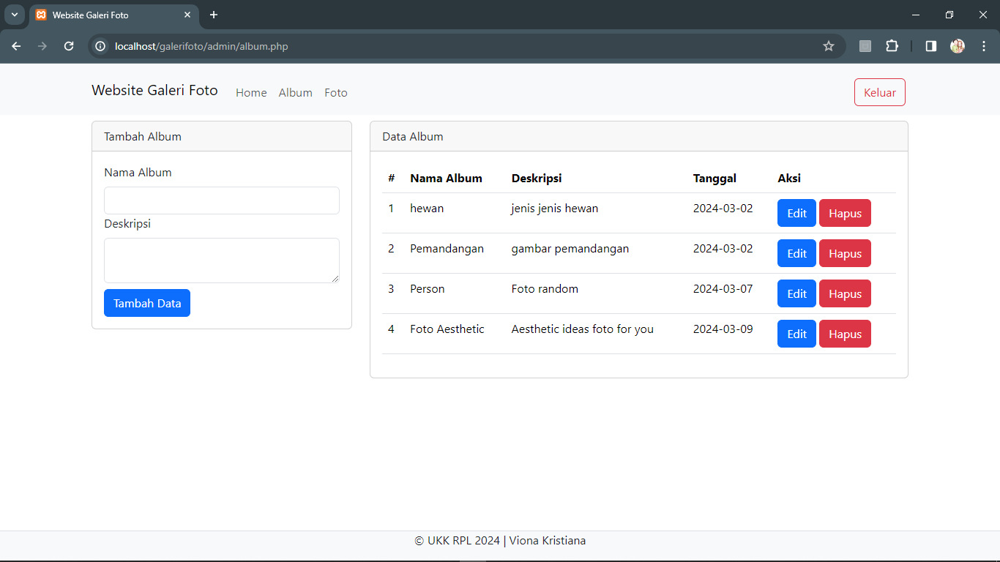 Website Galeri Foto
localhost/galerifoto/admin/album.php
Website Galeri Foto Home Album Foto Keluar
Tambah Album
Nama Album
Deskripsi
Tambah Data
Data Album
# Nama Album Deskripsi Tanggal Aksi
1 hewan jenis jenis hewan 2024-03-02 Edit Hapus
2 Pemandangan gambar pemandangan 2024-03-02 Edit Hapus
3 Person Foto random 2024-03-07 Edit Hapus
4 Foto Aesthetic Aesthetic ideas foto for you 2024-03-09 Edit Hapus
© UKK RPL 2024 | Viona Kristiana